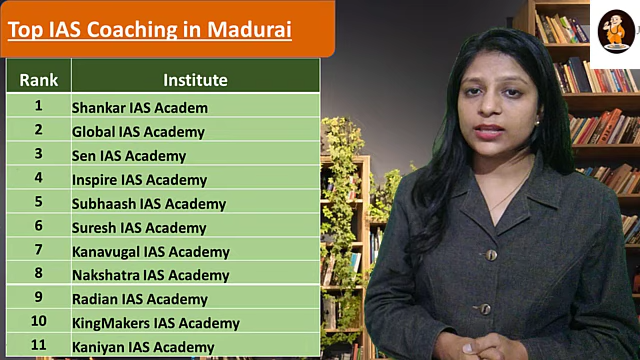 Top IAS Coaching in Madurai
Rank Institute
1 Shankar IAS Academ
2 Global IAS Academy
3 Sen IAS Academy
4 Inspire IAS Academy
5 Subhaash IAS Academy
6 Suresh IAS Academy
7 Kanavugal IAS Academy
8 Nakshatra IAS Academy
9 Radian IAS Academy
10 KingMakers IAS Academy
11 Kaniyan IAS Academy